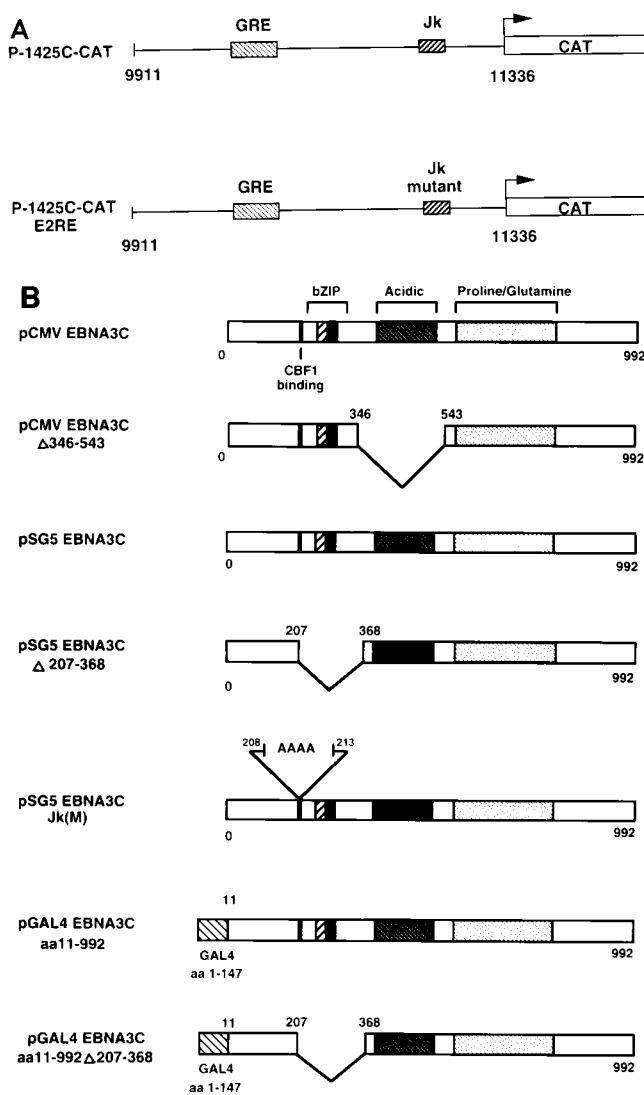 A
GRE
Jk
P-1425C-CAT
CAT
9911
11336
GRE
Jk
mutant
P-1425C-CAT
E2RE
CAT
9911
11336
B
bZIP
Acidic
Proline/Glutamine
pCMV EBNA3C
0
992
CBF1
binding
pCMV EBNA3C
Δ346-543
346
543
0
992
pSG5 EBNA3C
0
992
pSG5 EBNA3C
Δ 207-368
207
368
0
992
208
AAAA
213
pSG5 EBNA3C
Jk(M)
0
992
11
pGAL4 EBNA3C
aa11-992
992
GAL4
aa 1-147
11
207
368
pGAL4 EBNA3C
aa11-992Δ207-368
992
GAL4
aa 1-147